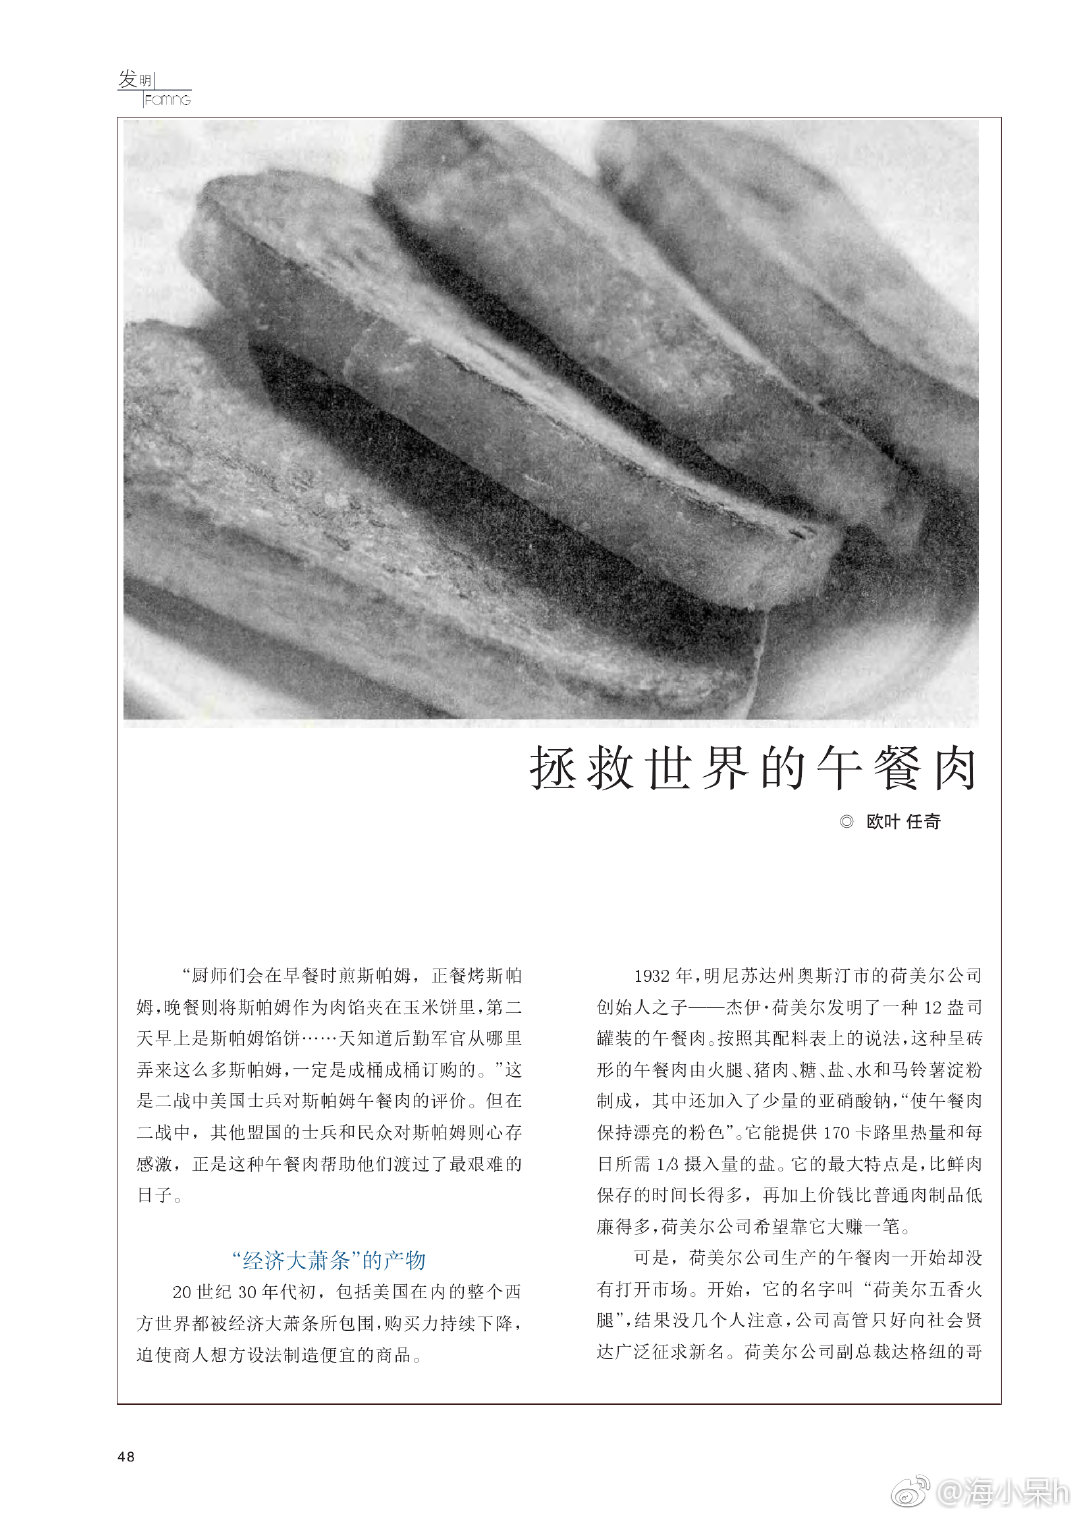 发明
Faming
拯救世界的午餐肉
◎ 欧叶 任奇
“厨师们会在早餐时煎斯帕姆，正餐烤斯帕
姆，晚餐则将斯帕姆作为肉馅夹在玉米饼里，第二
天早上是斯帕姆馅饼……天知道后勤军官从哪里
弄来这么多斯帕姆，一定是成桶成桶订购的。”这
是二战中美国士兵对斯帕姆午餐肉的评价。但在
二战中，其他盟国的士兵和民众对斯帕姆则心存
感激，正是这种午餐肉帮助他们渡过了最艰难的
日子。
“经济大萧条”的产物
20世纪30年代初，包括美国在内的整个西
方世界都被经济大萧条所包围，购买力持续下降，
迫使商人想方设法制造便宜的商品。
1932年，明尼苏达州奥斯汀市的荷美尔公司
创始人之子——杰伊·荷美尔发明了一种12盎司
罐装的午餐肉。按照其配料表上的说法，这种呈砖
形的午餐肉由火腿、猪肉、糖、盐、水和马铃薯淀粉
制成，其中还加入了少量的亚硝酸钠，“使午餐肉
保持漂亮的粉色”。它能提供170卡路里热量和每
日所需1/3摄入量的盐。它的最大特点是，比鲜肉
保存的时间长得多，再加上价钱比普通肉制品低
廉得多，荷美尔公司希望靠它大赚一笔。
可是，荷美尔公司生产的午餐肉一开始却没
有打开市场。开始，它的名字叫“荷美尔五香火
腿”，结果没几个人注意，公司高管只好向社会贤
达广泛征求新名。荷美尔公司副总裁达格纽的哥
48
@海小呆h